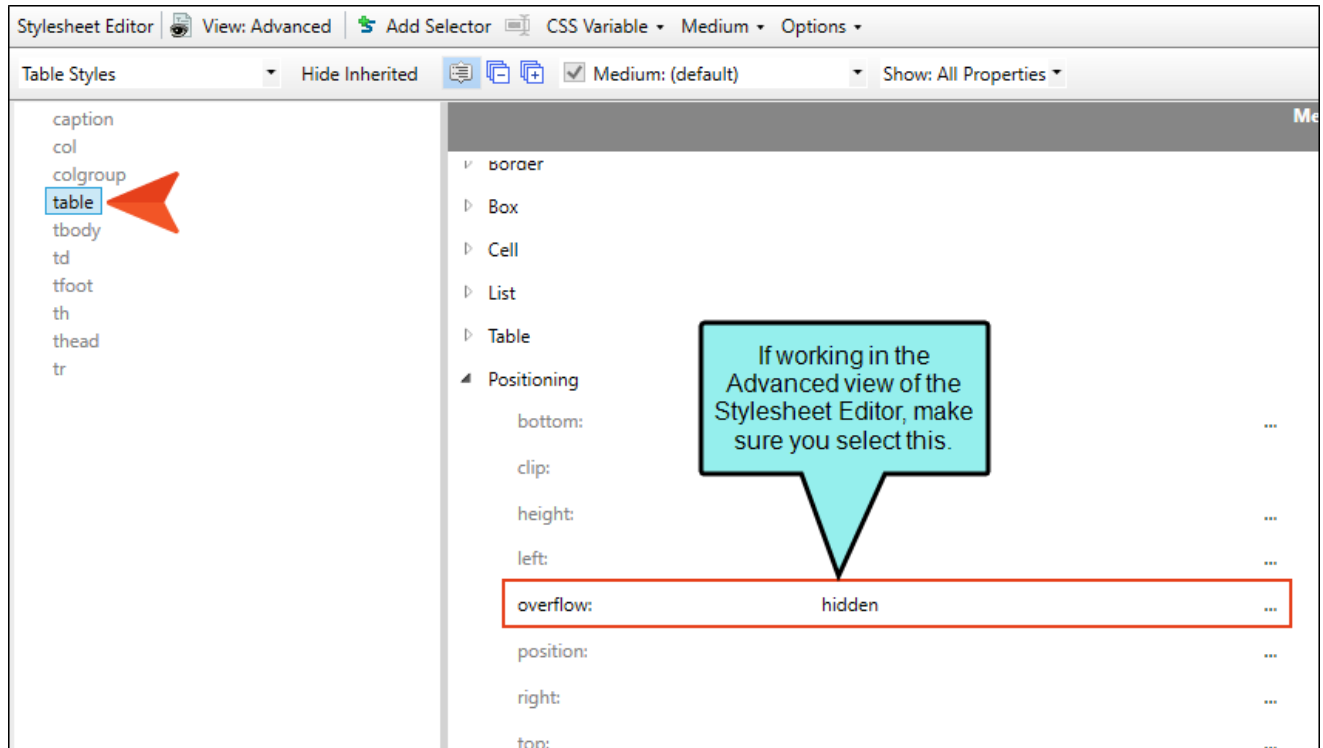 Stylesheet Editor View: Advanced Add Selector CSS Variable Medium Options
Table Styles Hide Inherited Medium: (default) Show: All Properties
caption
col
colgroup
table
tbody
td
tfoot
th
thead
tr
Me
Border
Box
Cell
List
Table
Positioning
bottom: ...
clip:
height: ...
left: ...
overflow: hidden ...
position: ...
right: ...
top: ...
If working in the
Advanced view of the
Stylesheet Editor, make
sure you select this.